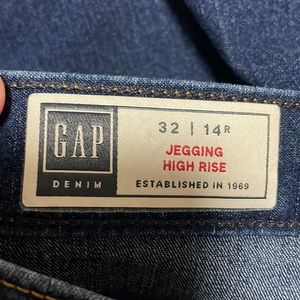 GAP
DENIM
32 | 14R
JEGGING
HIGH RISE
ESTABLISHED IN 1969